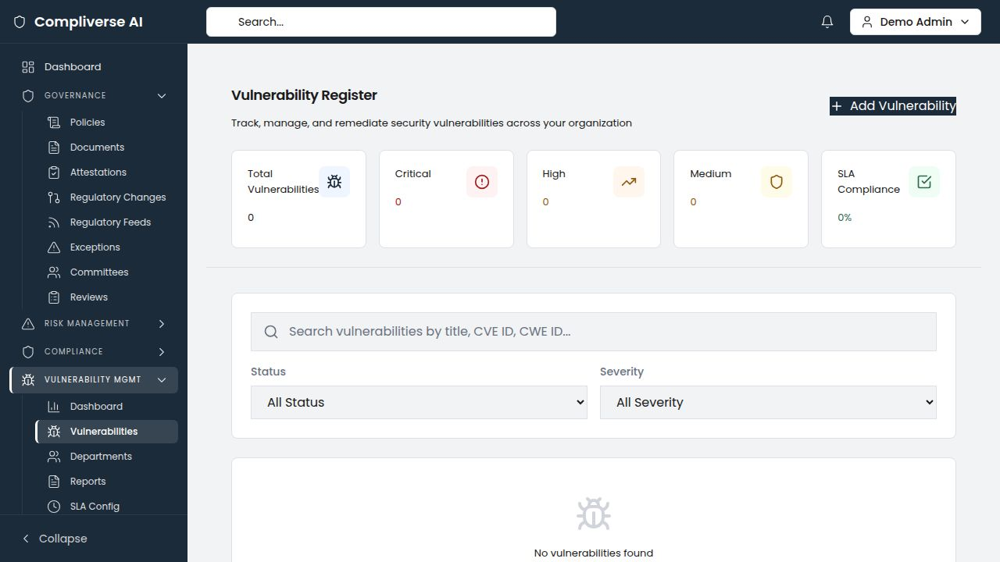 Compliverse AI
Search...
Demo Admin
Dashboard
GOVERNANCE
Policies
Documents
Attestations
Regulatory Changes
Regulatory Feeds
Exceptions
Committees
Reviews
RISK MANAGEMENT
COMPLIANCE
VULNERABILITY MGMT
Dashboard
Vulnerabilities
Departments
Reports
SLA Config
Collapse
Vulnerability Register
Track, manage, and remediate security vulnerabilities across your organization
Add Vulnerability
Total
Vulnerabilities
0
Critical
0
High
0
Medium
0
SLA
Compliance
0%
Search vulnerabilities by title, CVE ID, CWE ID...
Status
All Status
Severity
All Severity
No vulnerabilities found